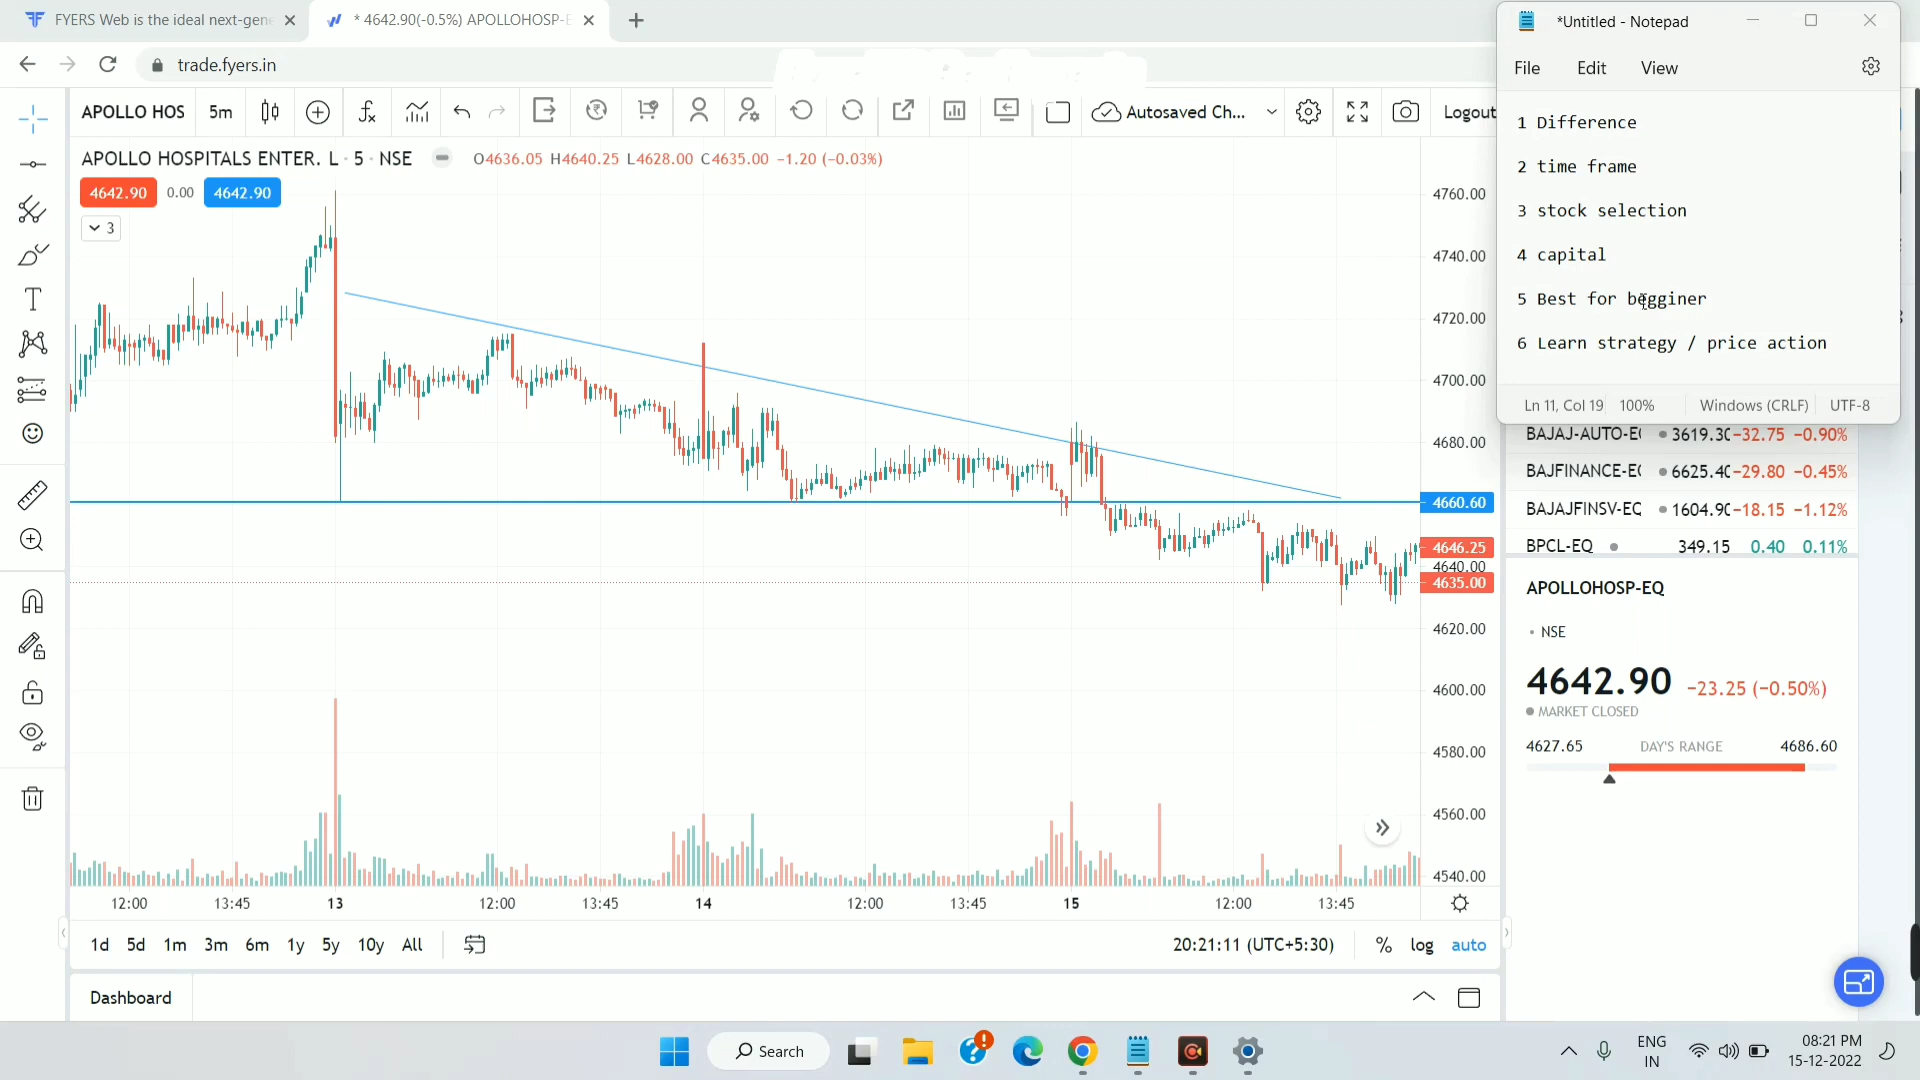 FYERS Web is the ideal next-gen
* 4642.90(-0.5%) APOLLOHOSP-E
trade.fyers.in
APOLLO HOS
5m
Autosaved Ch...
Logout
APOLLO HOSPITALS ENTER. L · 5 · NSE
O4636.05 H4640.25 L4628.00 C4635.00 −1.20 (−0.03%)
4642.90
0.00
4642.90
3
4760.00
4740.00
4720.00
4700.00
4680.00
4660.60
4646.25
4640.00
4635.00
4620.00
4600.00
4580.00
4560.00
4540.00
12:00
13:45
13
12:00
13:45
14
12:00
13:45
15
12:00
13:45
1d 5d 1m 3m 6m 1y 5y 10y All
20:21:11 (UTC+5:30)
% log auto
Dashboard
*Untitled - Notepad
File Edit View
1 Difference
2 time frame
3 stock selection
4 capital
5 Best for begginer
6 Learn strategy / price action
Ln 11, Col 19 100% Windows (CRLF) UTF-8
BAJAJ-AUTO-E 3619.30 −32.75 −0.90%
BAJFINANCE-E 6625.40 −29.80 −0.45%
BAJAJFINSV-EQ 1604.90 −18.15 −1.12%
BPCL-EQ 349.15 0.40 0.11%
APOLLOHOSP-EQ
NSE
4642.90 −23.25 (−0.50%)
MARKET CLOSED
4627.65 DAY'S RANGE 4686.60
Search
ENG
IN
08:21 PM
15-12-2022